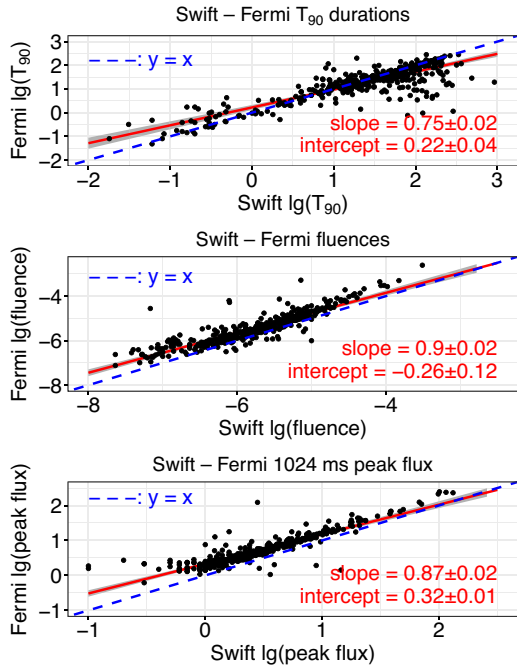 Swift – Fermi T90 durations
Fermi lg(T90)
3
2
1
0
−1
−2
– – –: y = x
slope = 0.75±0.02
intercept = 0.22±0.04
−2 −1 0 1 2 3
Swift lg(T90)
Swift – Fermi fluences
Fermi lg(fluence)
−4
−6
−8
– – –: y = x
slope = 0.9±0.02
intercept = −0.26±0.12
−8 −6 −4
Swift lg(fluence)
Swift – Fermi 1024 ms peak flux
Fermi lg(peak flux)
2
1
0
−1
– – –: y = x
slope = 0.87±0.02
intercept = 0.32±0.01
−1 0 1 2
Swift lg(peak flux)